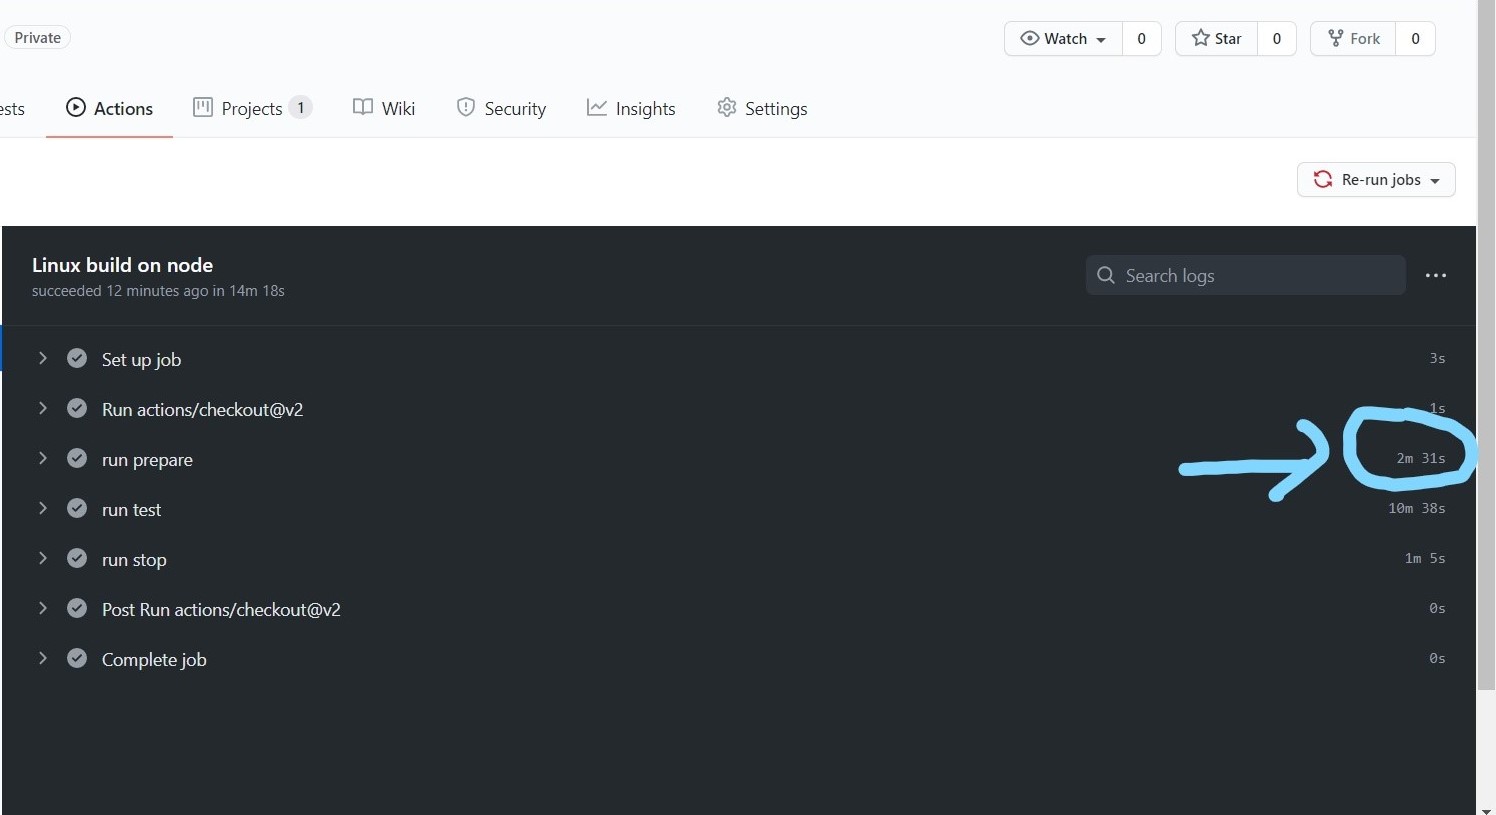 Private
Watch 0 Star 0 Fork 0
ests Actions Projects 1 Wiki Security Insights Settings
Re-run jobs
Linux build on node
succeeded 12 minutes ago in 14m 18s
Search logs
Set up job 3s
Run actions/checkout@v2 1s
run prepare 2m 31s
run test 10m 38s
run stop 1m 5s
Post Run actions/checkout@v2 0s
Complete job 0s